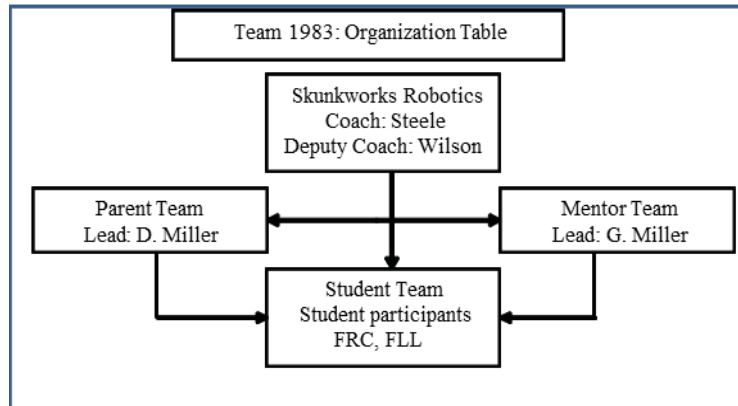 Team 1983: Organization Table
Skunkworks Robotics
Coach: Steele
Deputy Coach: Wilson
Parent Team
Lead: D. Miller
Mentor Team
Lead: G. Miller
Student Team
Student participants
FRC, FLL